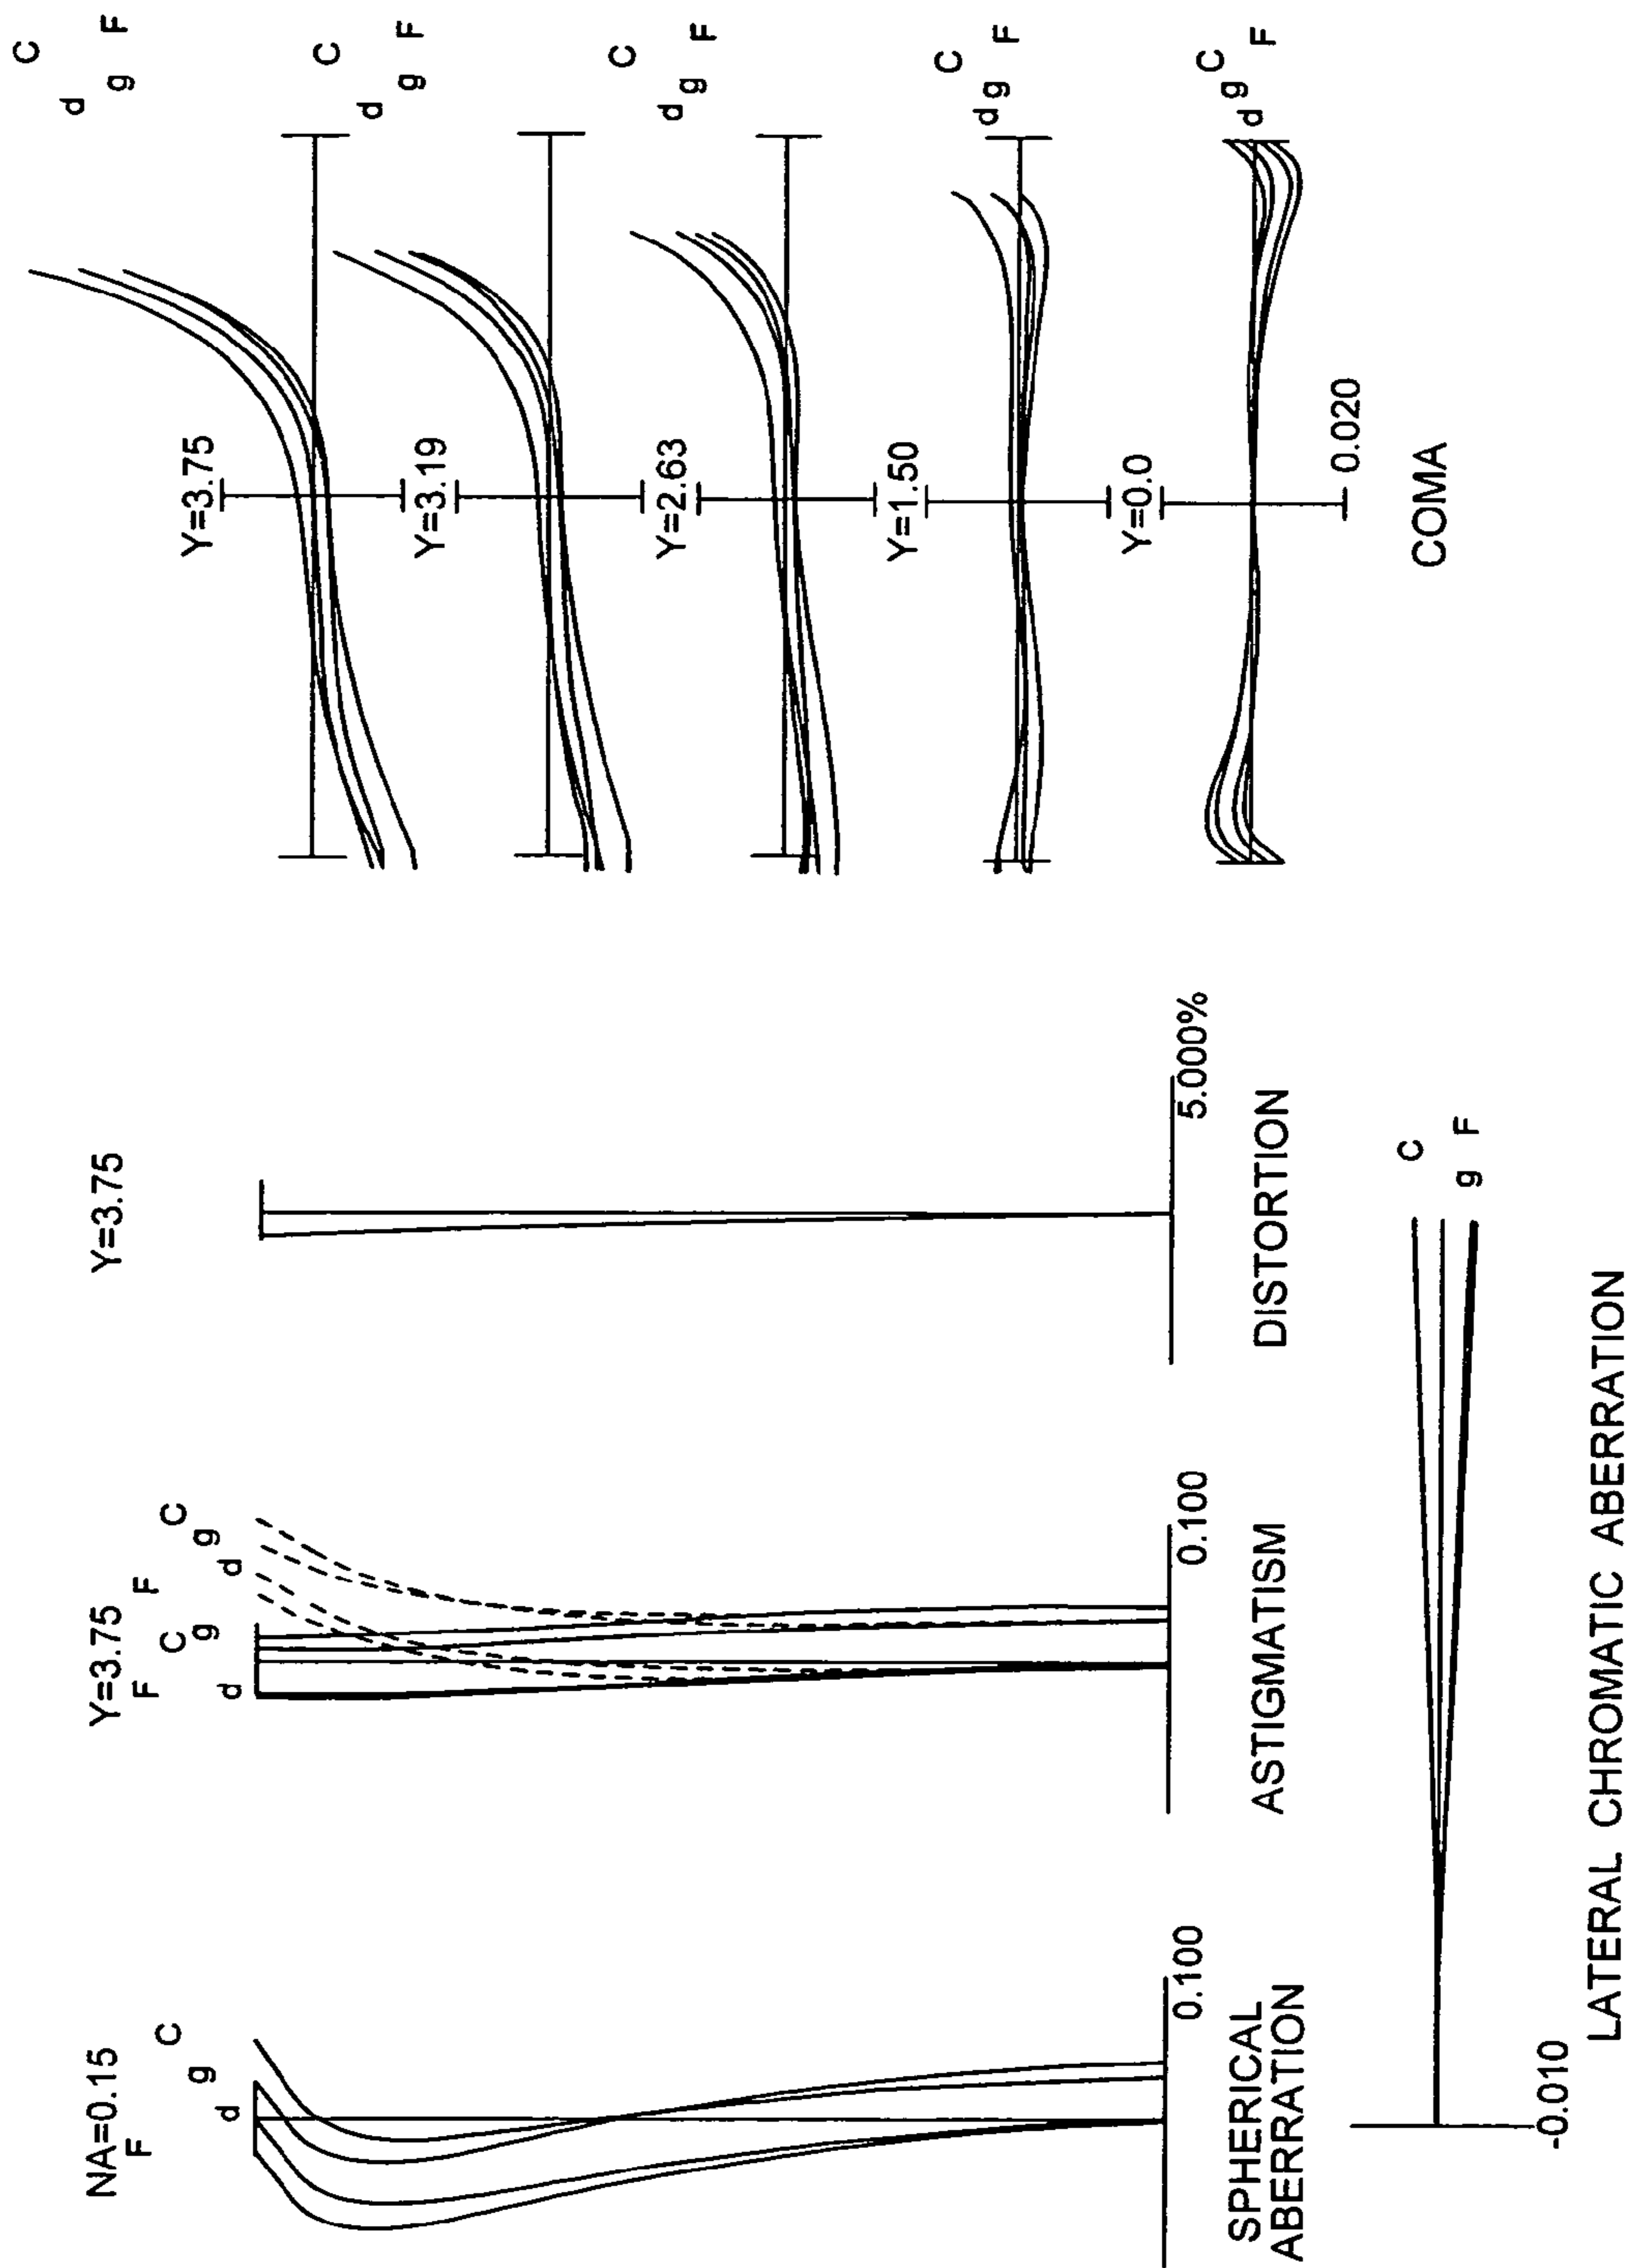 NA=0.15
F
d
g
C
0.100
SPHERICAL
ABERRATION
Y=3.75
F
F
d
C
g
d
g
C
0.100
ASTIGMATISM
Y=3.75
5.000%
DISTORTION
C
d
g
F
Y=3.75
C
d
g
F
Y=3.19
C
d
g
F
Y=2.63
C
d
g
F
Y=1.50
C
g
d
F
Y=0.0
0.020
COMA
C
g
F
-0.010
LATERAL CHROMATIC ABERRATION